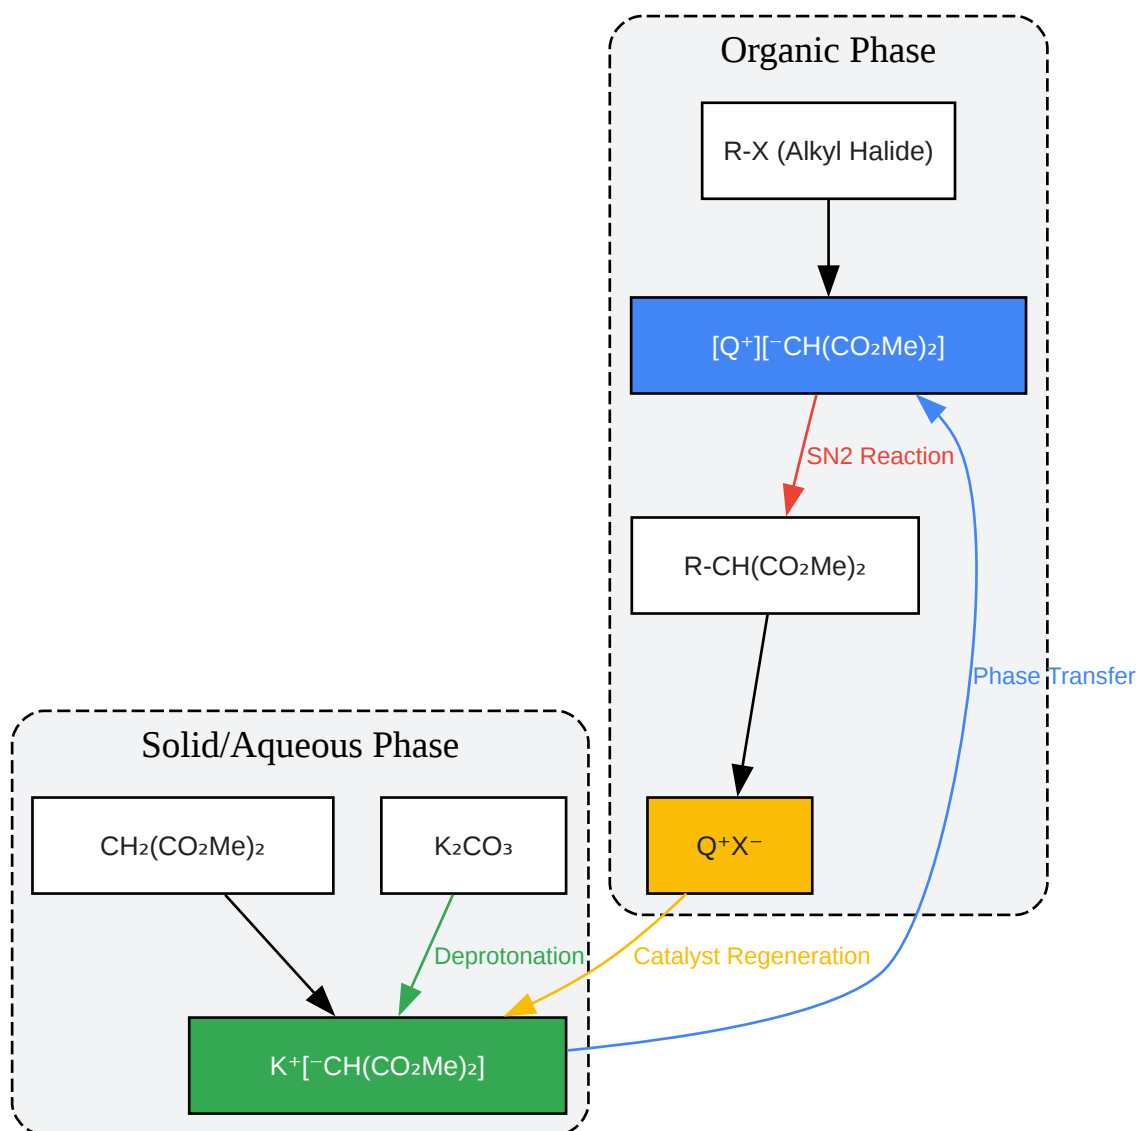 Organic Phase
R-X (Alkyl Halide)
[Q⁺][⁻CH(CO₂Me)₂]
SN2 Reaction
R-CH(CO₂Me)₂
Phase Transfer
Solid/Aqueous Phase
CH₂(CO₂Me)₂
K₂CO₃
Q⁺X⁻
Deprotonation
Catalyst Regeneration
K⁺[⁻CH(CO₂Me)₂]